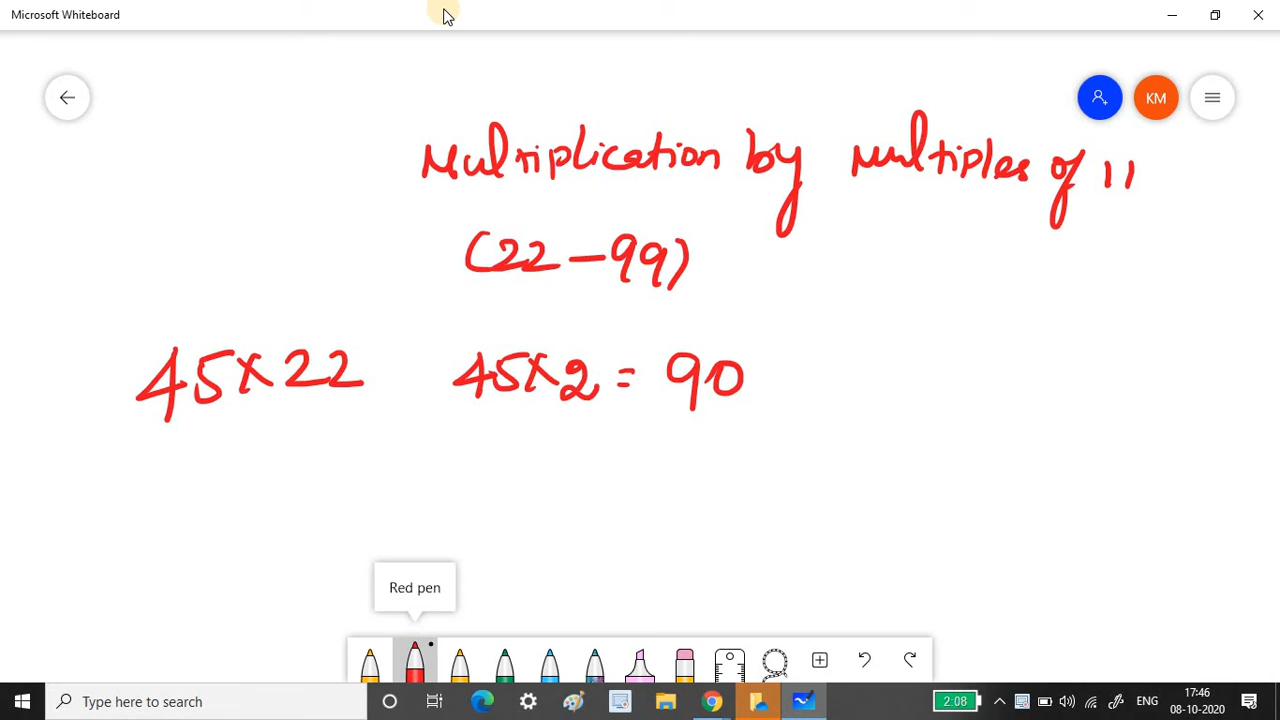 Microsoft Whiteboard
KM
Multiplication by multiples of 11
(22-99)
45×22 45×2 = 90
Red pen
Type here to search
2:08
ENG
17:46
08-10-2020